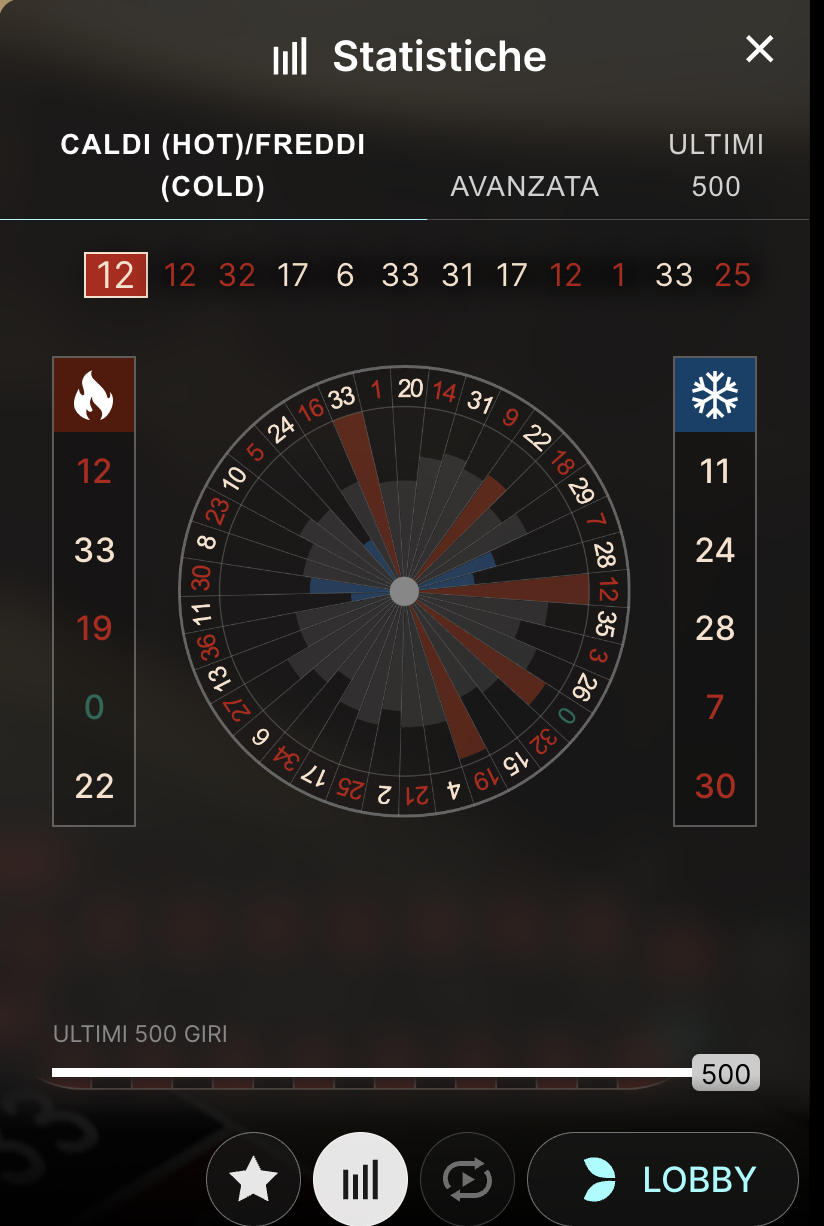 Statistiche
CALDI (HOT)/FREDDI
(COLD)
AVANZATA
ULTIMI
500
12 12 32 17 6 33 31 17 12 1 33 25
12
33
19
0
22
20 14 31 9 22 18 29 7 28 12 35 3 26 0 32 15 19 4 21 2 25 17 34 6 27 13 36 11 30 8 23 10 5 24 16 33 1
11
24
28
7
30
ULTIMI 500 GIRI
500
33
LOBBY